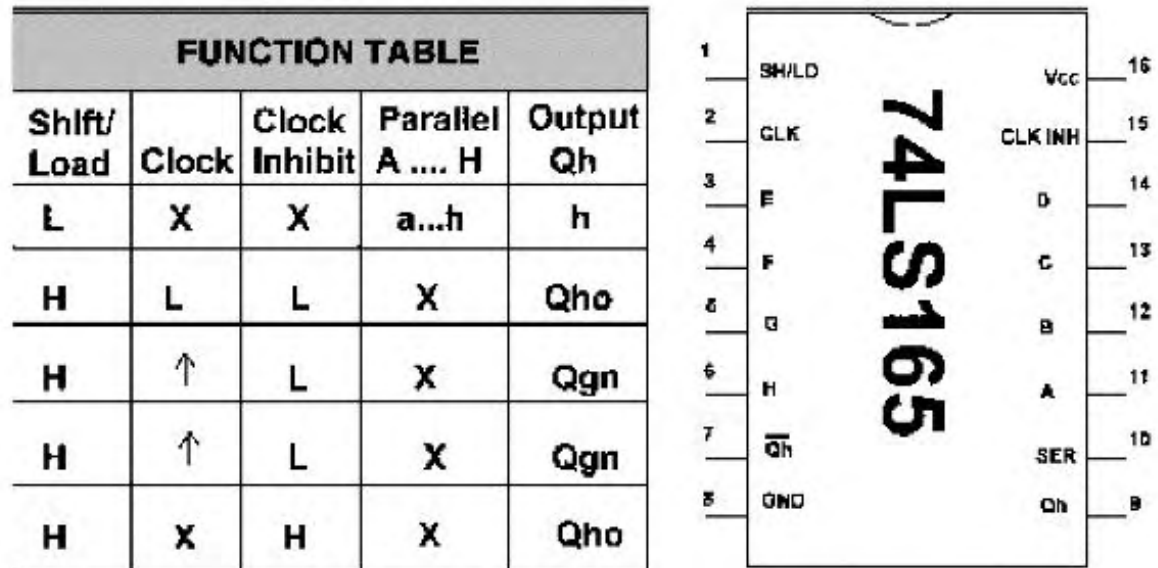 FUNCTION TABLE
Shift/ Load Clock Clock Inhibit Parallel A .... H Output Qh
L X X a...h h
H L L X Qho
H ↑ L X Qgn
H ↑ L X Qgn
H X H X Qho
74LS165
1 SH/LD
2 CLK
3 E
4 F
5 G
6 H
7 Q̅h̅
8 GND
Vcc 16
CLK INH 15
D 14
C 13
B 12
A 11
SER 10
Qh 9